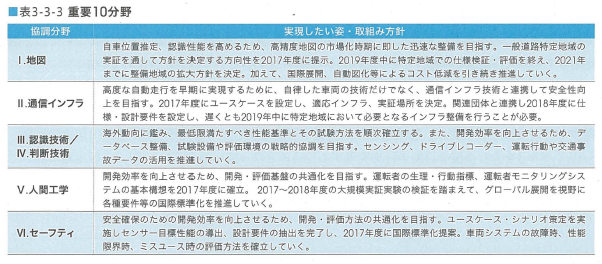 ■表3-3-3 重要10分野
協調分野
実現したい姿・取組み方針
Ⅰ.地図
自車位置推定、認識性能を高めるため、高精度地図の市場化時期に即した迅速な整備を目指す。一般道路特定地域の
実証を通して方針を決定する方向性を2017年度に提示。2019年度中に特定地域での仕様検証・評価を終え、2021年
までに整備地域の拡大方針を決定。加えて、国際展開、自動図化等によるコスト低減を引き続き推進していく。
Ⅱ.通信インフラ
高度な自動走行を早期に実現するために、自律した車両の技術だけでなく、通信インフラ技術と連携して安全性向
上を目指す。2017年度にユースケースを設定し、適応インフラ、実証場所を決定。関連団体と連携し2018年度に仕
様・設計要件を設定し、遅くとも2019年中に特定地域において必要となるインフラ整備を行うことが必要。
Ⅲ.認識技術/
Ⅳ.判断技術
海外動向に鑑み、最低限満たすべき性能基準とその試験方法を順次確立する。また、開発効率を向上させるため、デ
ータベース整備、試験設備や評価環境の戦略的協調を目指す。センシング、ドライブレコーダー、運転行動や交通事
故データの活用を推進していく。
Ⅴ.人間工学
開発効率を向上させるため、開発・評価基盤の共通化を目指す。運転者の生理・行動指標、運転者モニタリングシス
テムの基本構想を2017年度に確立。 2017〜2018年度の大規模実証実験の検証を踏まえて、グローバル展開を視野に
各種要件等の国際標準化を推進していく。
Ⅵ.セーフティ
安全確保のための開発効率を向上させるため、開発・評価方法の共通化を目指す。ユースケース・シナリオ策定を実
施しセンサー目標性能の導出、設計要件の抽出を完了し、2017年度に国際標準化提案。車両システムの故障時、性能
限界時、ミスユース時の評価方法を確立していく。